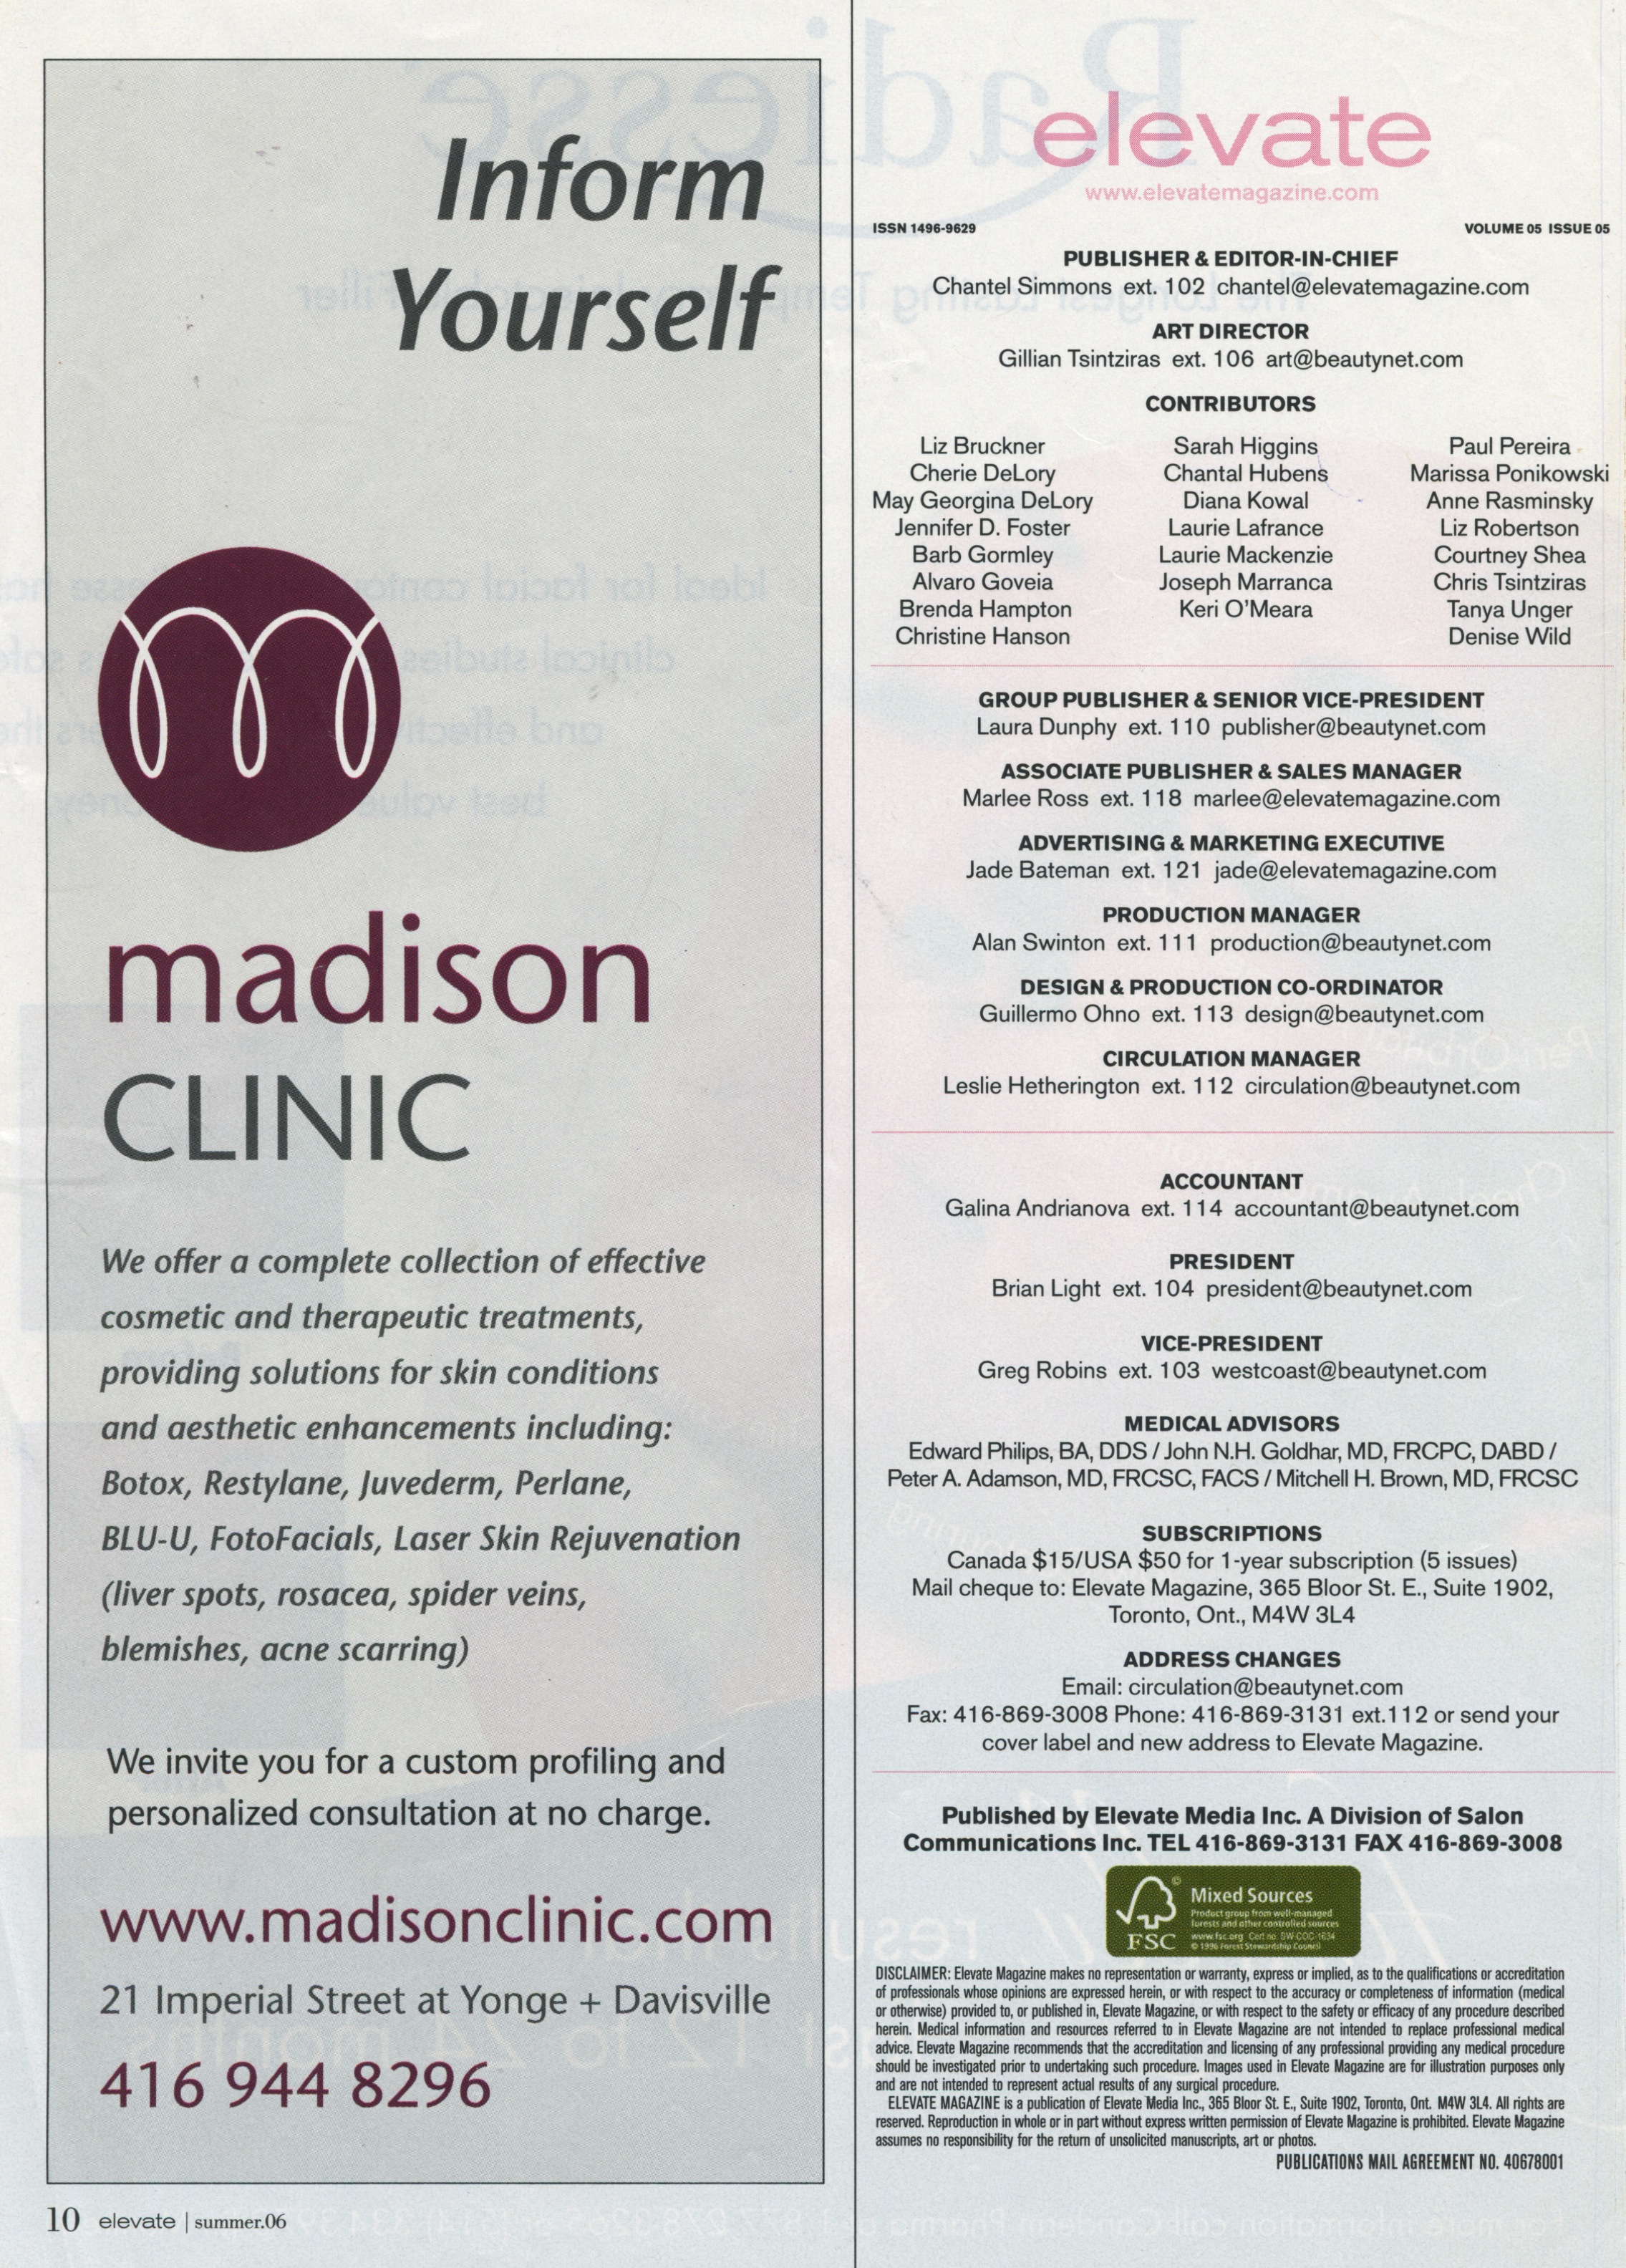 Inform
Yourself
madison
CLINIC
We offer a complete collection of effective
cosmetic and therapeutic treatments,
providing solutions for skin conditions
and aesthetic enhancements including:
Botox, Restylane, Juvederm, Perlane,
BLU-U, FotoFacials, Laser Skin Rejuvenation
(liver spots, rosacea, spider veins,
blemishes, acne scarring)
We invite you for a custom profiling and
personalized consultation at no charge.
www.madisonclinic.com
21 Imperial Street at Yonge + Davisville
416 944 8296
10 elevate | summer.06
elevate
www.elevatemagazine.com
ISSN 1496-9629 VOLUME 05 ISSUE 05
PUBLISHER & EDITOR-IN-CHIEF
Chantel Simmons ext. 102 chantel@elevatemagazine.com
ART DIRECTOR
Gillian Tsintziras ext. 106 art@beautynet.com
CONTRIBUTORS
Liz Bruckner
Cherie DeLory
May Georgina DeLory
Jennifer D. Foster
Barb Gormley
Alvaro Goveia
Brenda Hampton
Christine Hanson
Sarah Higgins
Chantal Hubens
Diana Kowal
Laurie Lafrance
Laurie Mackenzie
Joseph Marranca
Keri O'Meara
Paul Pereira
Marissa Ponikowski
Anne Rasminsky
Liz Robertson
Courtney Shea
Chris Tsintziras
Tanya Unger
Denise Wild
GROUP PUBLISHER & SENIOR VICE-PRESIDENT
Laura Dunphy ext. 110 publisher@beautynet.com
ASSOCIATE PUBLISHER & SALES MANAGER
Marlee Ross ext. 118 marlee@elevatemagazine.com
ADVERTISING & MARKETING EXECUTIVE
Jade Bateman ext. 121 jade@elevatemagazine.com
PRODUCTION MANAGER
Alan Swinton ext. 111 production@beautynet.com
DESIGN & PRODUCTION CO-ORDINATOR
Guillermo Ohno ext. 113 design@beautynet.com
CIRCULATION MANAGER
Leslie Hetherington ext. 112 circulation@beautynet.com
ACCOUNTANT
Galina Andrianova ext. 114 accountant@beautynet.com
PRESIDENT
Brian Light ext. 104 president@beautynet.com
VICE-PRESIDENT
Greg Robins ext. 103 westcoast@beautynet.com
MEDICAL ADVISORS
Edward Philips, BA, DDS / John N.H. Goldhar, MD, FRCPC, DABD /
Peter A. Adamson, MD, FRCSC, FACS / Mitchell H. Brown, MD, FRCSC
SUBSCRIPTIONS
Canada $15/USA $50 for 1-year subscription (5 issues)
Mail cheque to: Elevate Magazine, 365 Bloor St. E., Suite 1902,
Toronto, Ont., M4W 3L4
ADDRESS CHANGES
Email: circulation@beautynet.com
Fax: 416-869-3008 Phone: 416-869-3131 ext.112 or send your
cover label and new address to Elevate Magazine.
Published by Elevate Media Inc. A Division of Salon
Communications Inc. TEL 416-869-3131 FAX 416-869-3008
FSC
Mixed Sources
Product group from well-managed
forests and other controlled sources
www.fsc.org Cert no. SW-COC-1634
© 1996 Forest Stewardship Council
DISCLAIMER: Elevate Magazine makes no representation or warranty, express or implied, as to the qualifications or accreditation
of professionals whose opinions are expressed herein, or with respect to the accuracy or completeness of information (medical
or otherwise) provided to, or published in, Elevate Magazine, or with respect to the safety or efficacy of any procedure described
herein. Medical information and resources referred to in Elevate Magazine are not intended to replace professional medical
advice. Elevate Magazine recommends that the accreditation and licensing of any professional providing any medical procedure
should be investigated prior to undertaking such procedure. Images used in Elevate Magazine are for illustration purposes only
and are not intended to represent actual results of any surgical procedure.
ELEVATE MAGAZINE is a publication of Elevate Media Inc., 365 Bloor St. E., Suite 1902, Toronto, Ont. M4W 3L4. All rights are
reserved. Reproduction in whole or in part without express written permission of Elevate Magazine is prohibited. Elevate Magazine
assumes no responsibility for the return of unsolicited manuscripts, art or photos.
PUBLICATIONS MAIL AGREEMENT NO. 40678001